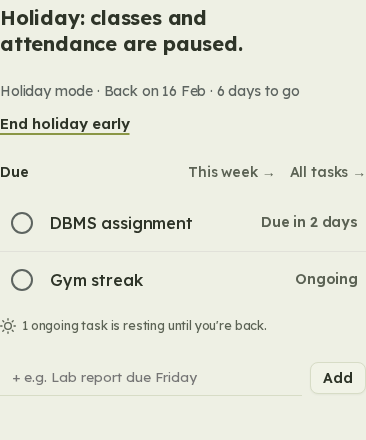 Holiday: classes and
attendance are paused.
Holiday mode · Back on 16 Feb · 6 days to go
End holiday early
Due This week → All tasks →
DBMS assignment Due in 2 days
Gym streak Ongoing
1 ongoing task is resting until you're back.
+ e.g. Lab report due Friday Add